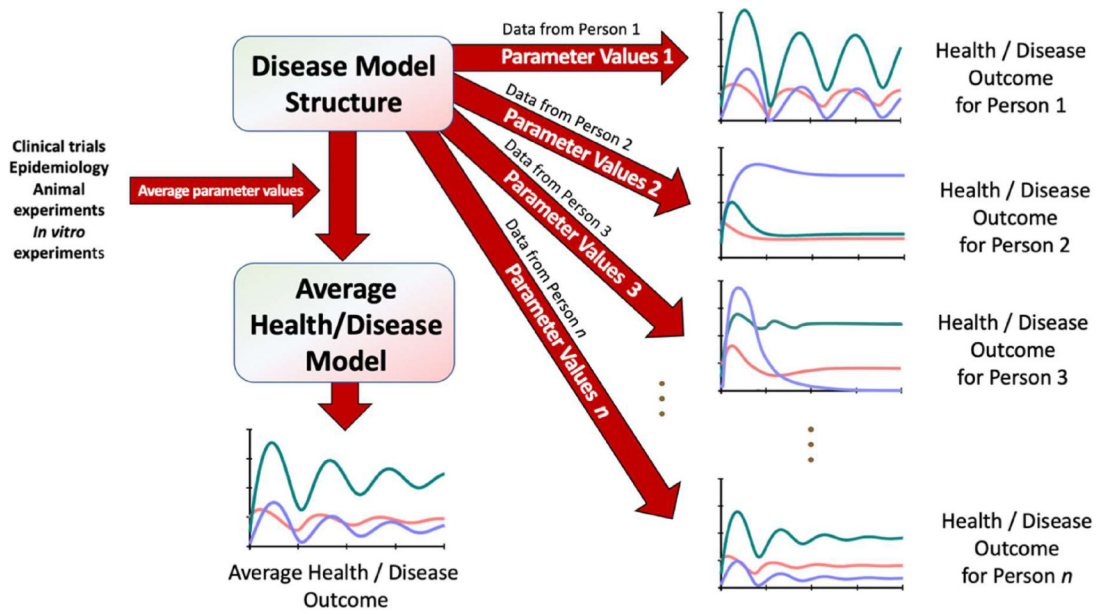 Disease Model
Structure
Clinical trials
Epidemiology
Animal
experiments
In vitro
experiments
Average parameter values
Average
Health/Disease
Model
Average Health / Disease
Outcome
Data from Person 1
Parameter Values 1
Data from Person 2
Parameter Values 2
Data from Person 3
Parameter Values 3
Data from Person n
Parameter Values n
Health / Disease
Outcome
for Person 1
Health / Disease
Outcome
for Person 2
Health / Disease
Outcome
for Person 3
Health / Disease
Outcome
for Person n